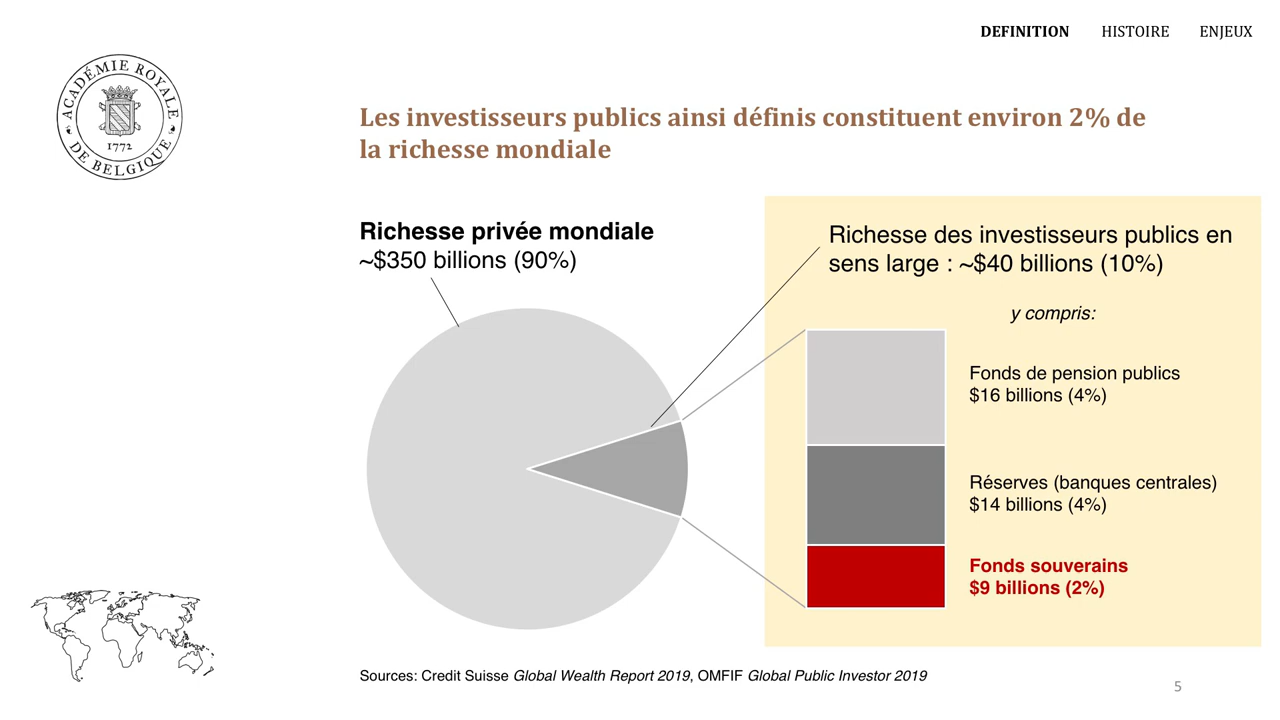 DEFINITION HISTOIRE ENJEUX
ACADÉMIE ROYALE
DE BELGIQUE
1772
Les investisseurs publics ainsi définis constituent environ 2% de
la richesse mondiale
Richesse privée mondiale
~$350 billions (90%)
Richesse des investisseurs publics en
sens large : ~$40 billions (10%)
y compris:
Fonds de pension publics
$16 billions (4%)
Réserves (banques centrales)
$14 billions (4%)
Fonds souverains
$9 billions (2%)
Sources: Credit Suisse Global Wealth Report 2019, OMFIF Global Public Investor 2019
5